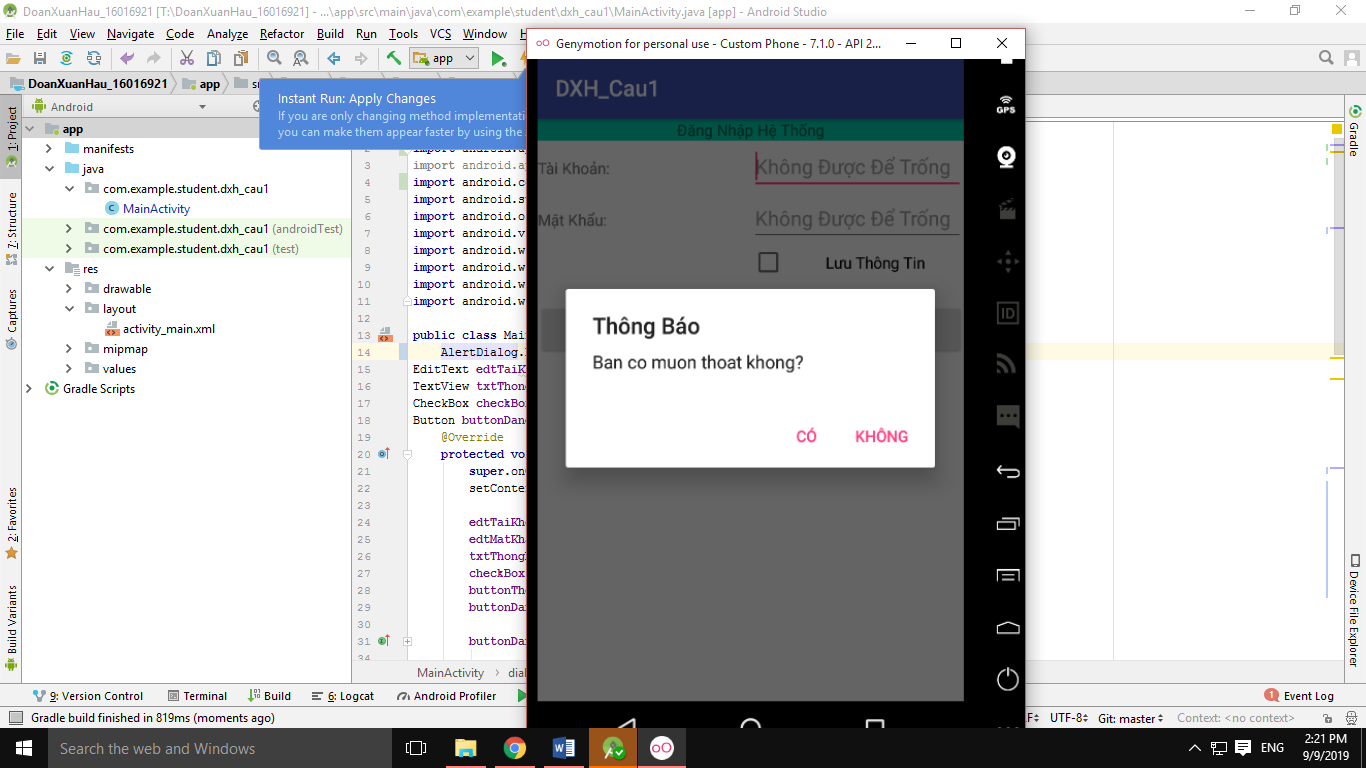 DoanXuanHau_16016921 [T:\DoanXuanHau_16016921] - ...\app\src\main\java\com\example\student\dxh_cau1\MainActivity.java [app] - Android Studio
File Edit View Navigate Code Analyze Refactor Build Run Tools VCS Window
Genymotion for personal use - Custom Phone - 7.1.0 - API 2...
app
DoanXuanHau_16016921 app
Instant Run: Apply Changes
If you are only changing method implementati
you can make them appear faster by using the
1: Project
7: Structure
Captures
2: Favorites
Build Variants
Android
app
manifests
java
com.example.student.dxh_cau1
MainActivity
com.example.student.dxh_cau1 (androidTest)
com.example.student.dxh_cau1 (test)
res
drawable
layout
activity_main.xml
mipmap
values
Gradle Scripts
3 import android.ap
4 import android.co
5 import android.su
6 import android.o
7 import android.v
8 import android.w
9 import android.w
10 import android.w
11 import android.w
12
13 public class Mai
14 AlertDialog.
15 EditText edtTaiK
16 TextView txtThon
17 CheckBox checkBo
18 Button buttonDan
19 @Override
20 protected vo
21 super.on
22 setConte
23
24 edtTaiKh
25 edtMatKh
26 txtThong
27 checkBox
28 buttonTh
29 buttonDa
30
31 buttonDa
34
MainActivity
DXH_Cau1
Đăng Nhập Hệ Thống
Tài Khoản: Không Được Để Trống
Mật Khẩu: Không Được Để Trống
Lưu Thông Tin
Thông Báo
Ban co muon thoat khong?
CÓ KHÔNG
GPS
ID
Gradle
Device File Explorer
9: Version Control Terminal Build 6: Logcat Android Profiler
1 Event Log
Gradle build finished in 819ms (moments ago)
UTF-8 Git: master Context: <no context>
Search the web and Windows
ENG
2:21 PM
9/9/2019